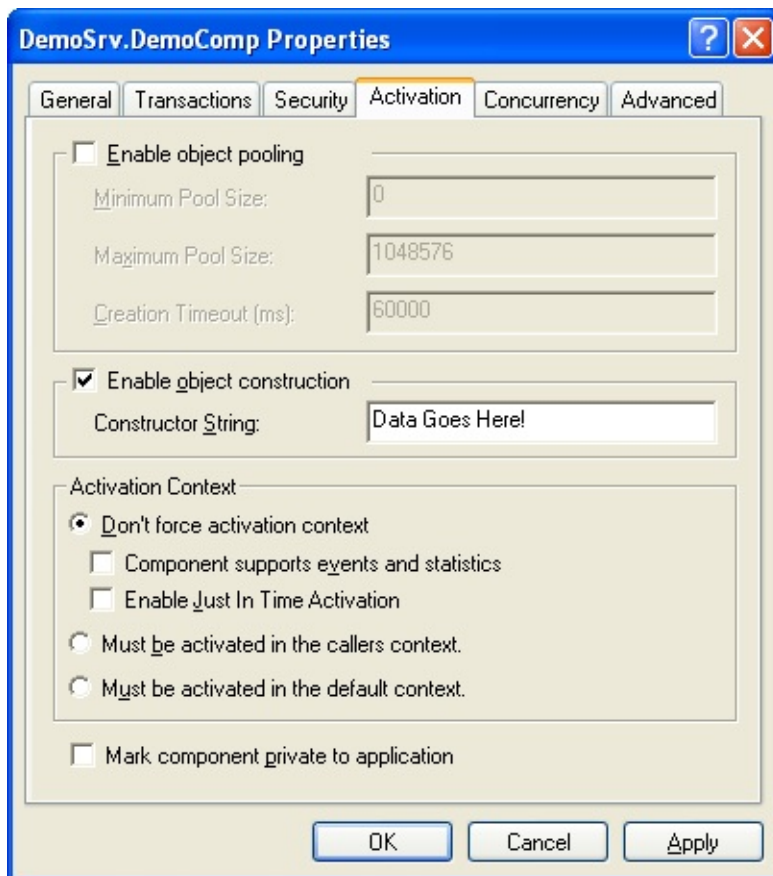 DemoSrv.DemoComp Properties
General Transactions Security Activation Concurrency Advanced
Enable object pooling
Minimum Pool Size: 0
Maximum Pool Size: 1048576
Creation Timeout (ms): 60000
Enable object construction
Constructor String: Data Goes Here!
Activation Context
Don't force activation context
Component supports events and statistics
Enable Just In Time Activation
Must be activated in the callers context.
Must be activated in the default context.
Mark component private to application
OK Cancel Apply